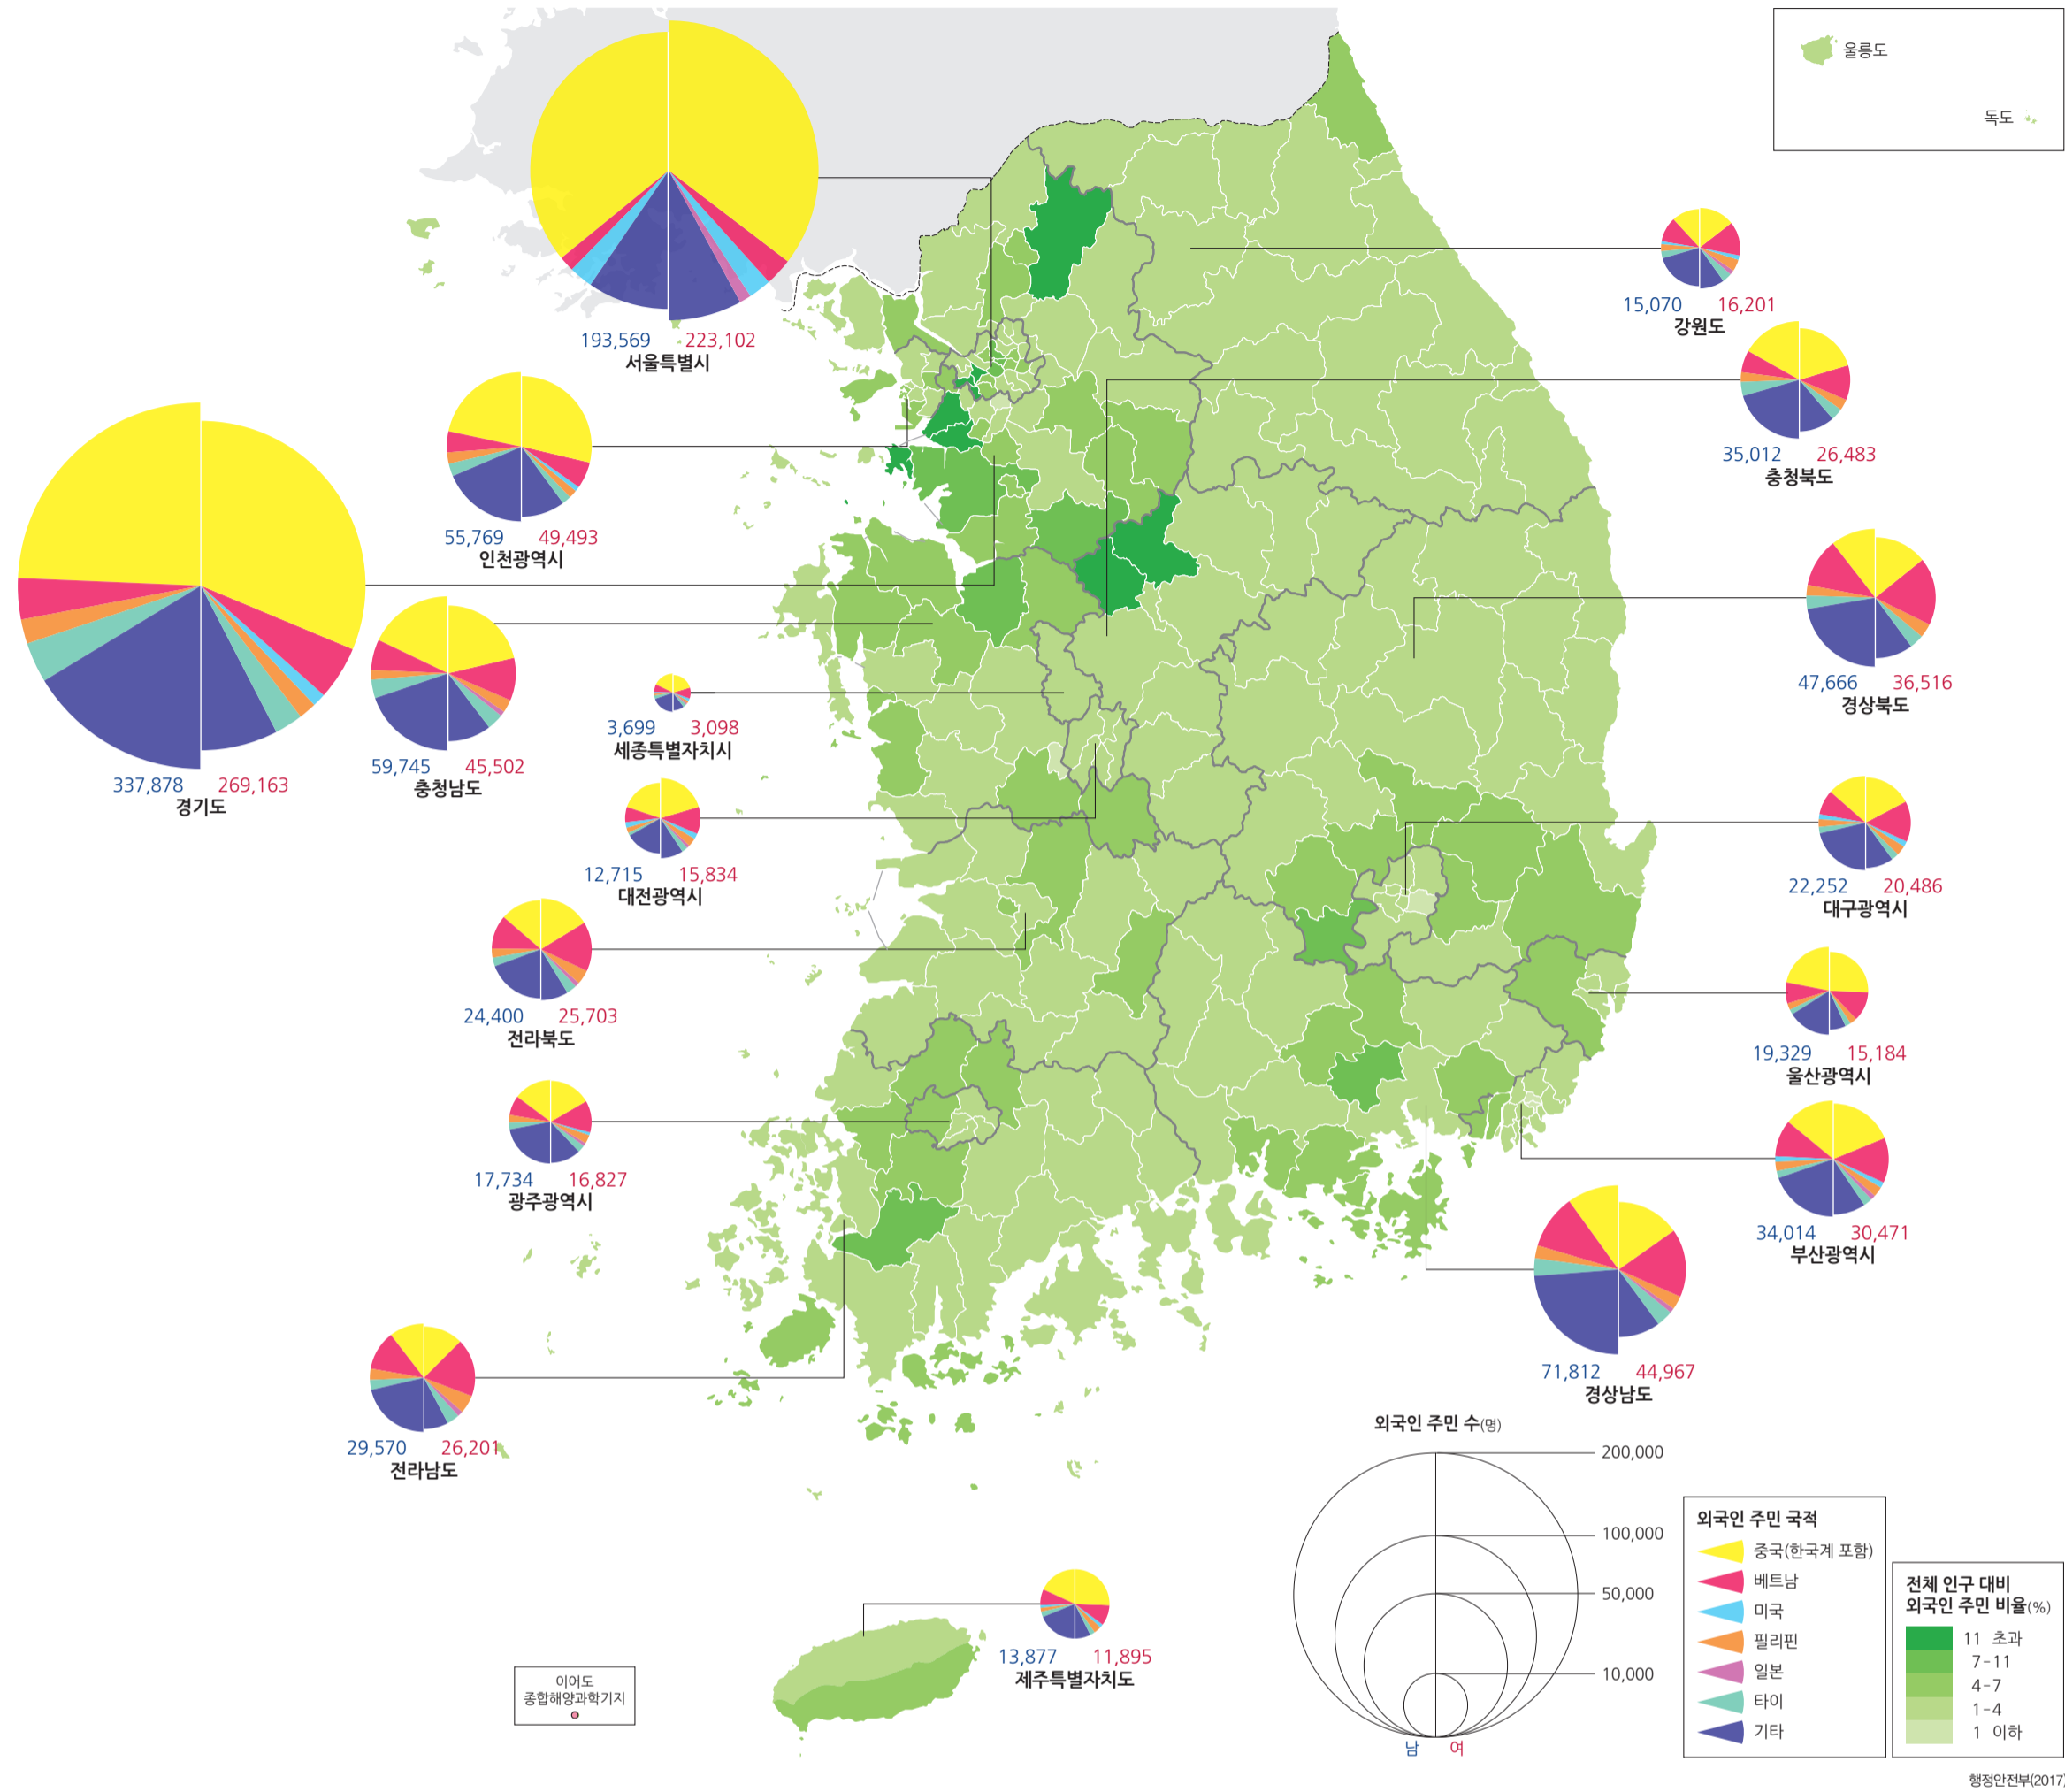 울릉도
독도
193,569 223,102
서울특별시
15,070 16,201
강원도
35,012 26,483
충청북도
55,769 49,493
인천광역시
47,666 36,516
경상북도
337,878 269,163
경기도
59,745 45,502
충청남도
3,699 3,098
세종특별자치시
12,715 15,834
대전광역시
22,252 20,486
대구광역시
24,400 25,703
전라북도
19,329 15,184
울산광역시
17,734 16,827
광주광역시
34,014 30,471
부산광역시
71,812 44,967
경상남도
29,570 26,201
전라남도
13,877 11,895
제주특별자치도
이어도
종합해양과학기지
외국인 주민 수(명)
200,000
100,000
50,000
10,000
남 여
외국인 주민 국적
중국(한국계 포함)
베트남
미국
필리핀
일본
타이
기타
전체 인구 대비
외국인 주민 비율(%)
11 초과
7-11
4-7
1-4
1 이하
행정안전부(2017)